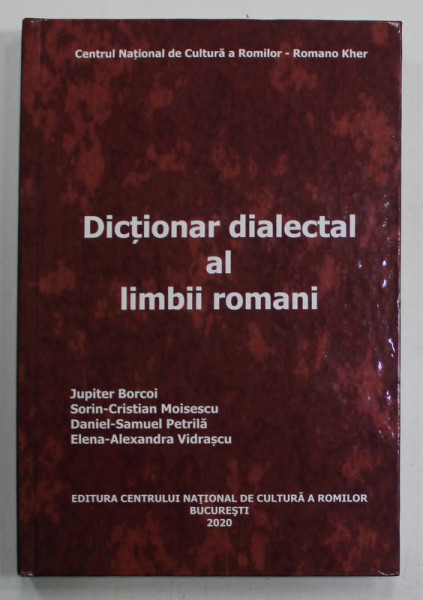 Centrul Național de Cultură a Romilor - Romano Kher
Dicționar dialectal
al
limbii romani
Jupiter Borcoi
Sorin-Cristian Moisescu
Daniel-Samuel Petrilă
Elena-Alexandra Vidrașcu
EDITURA CENTRULUI NAȚIONAL DE CULTURĂ A ROMILOR
BUCUREȘTI
2020